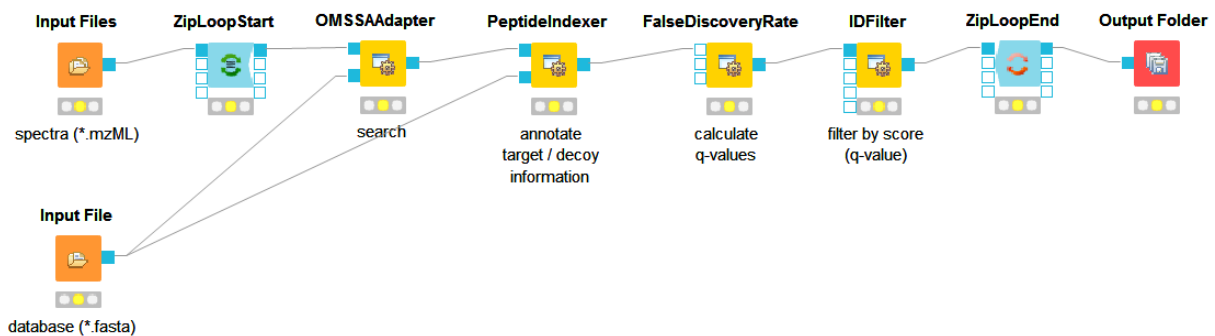 Input Files
ZipLoopStart
OMSSAAdapter
PeptideIndexer
FalseDiscoveryRate
IDFilter
ZipLoopEnd
Output Folder
spectra (*.mzML)
search
annotate
target / decoy
information
calculate
q-values
filter by score
(q-value)
Input File
database (*.fasta)